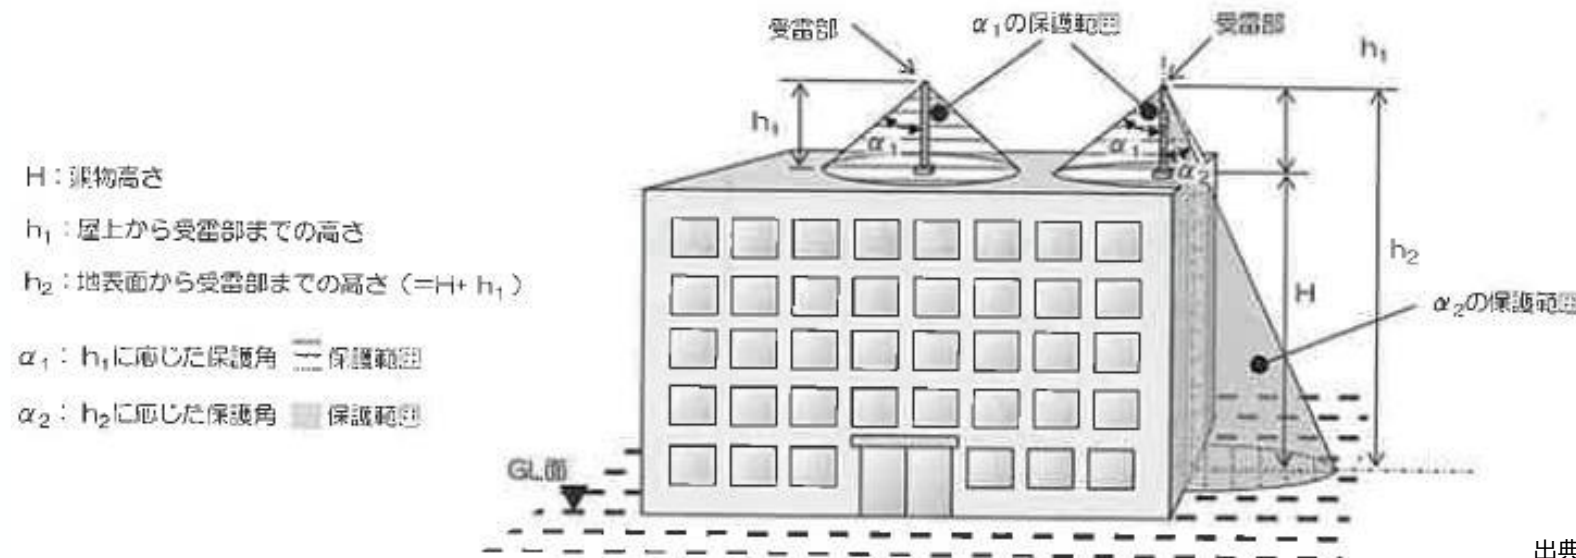 受雷部
α₁の保護範囲
受雷部
h₁
h₁
α₁
α₁
α₂
H：建物高さ
h₁：屋上から受雷部までの高さ
h₂：地表面から受雷部までの高さ（＝H+ h₁）
α₁：h₁に応じた保護角 保護範囲
α₂：h₂に応じた保護角 保護範囲
h₂
H
α₂の保護範囲
GL面
出典